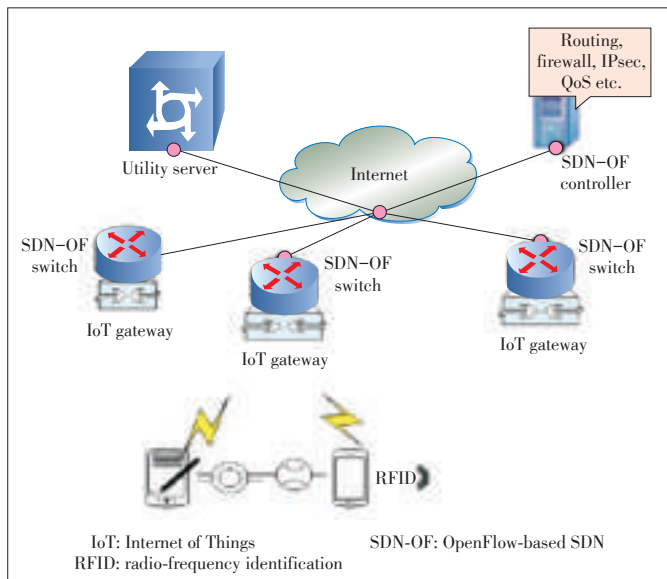 Routing,
firewall, IPsec,
QoS etc.
Utility server
Internet
SDN-OF
controller
SDN-OF
switch
SDN-OF
switch
SDN-OF
switch
IoT gateway
IoT gateway
IoT gateway
RFID
IoT: Internet of Things
SDN-OF: OpenFlow-based SDN
RFID: radio-frequency identification